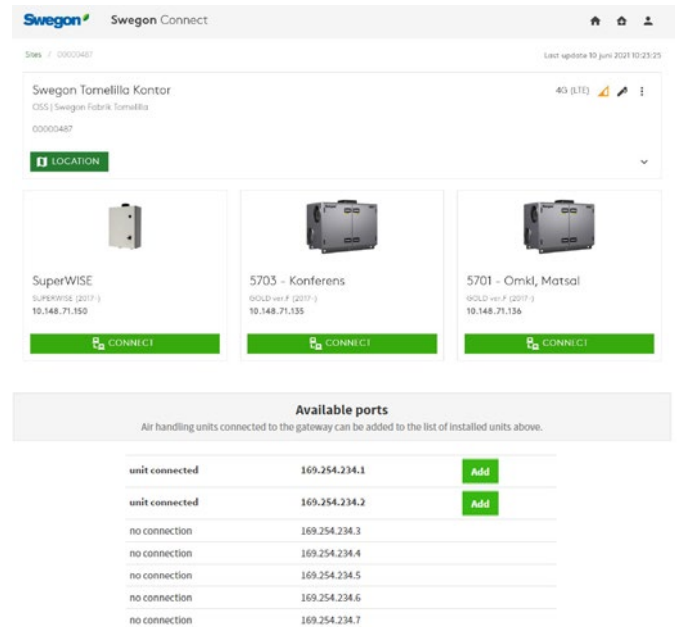 Swegon Swegon Connect
Sites / 00000487
Last update 10 juni 2021 10:23:25
Swegon Tomelilla Kontor
OSS | Swegon Fabrik Tomelilla
00000487
4G (LTE)
LOCATION
SuperWISE
SUPERWISE (2017-)
10.148.71.150
CONNECT
5703 - Konferens
GOLD ver.F (2017-)
10.148.71.135
CONNECT
5701 - Omkl, Matsal
GOLD ver.F (2017-)
10.148.71.136
CONNECT
Available ports
Air handling units connected to the gateway can be added to the list of installed units above.
unit connected 169.254.234.1 Add
unit connected 169.254.234.2 Add
no connection 169.254.234.3
no connection 169.254.234.4
no connection 169.254.234.5
no connection 169.254.234.6
no connection 169.254.234.7